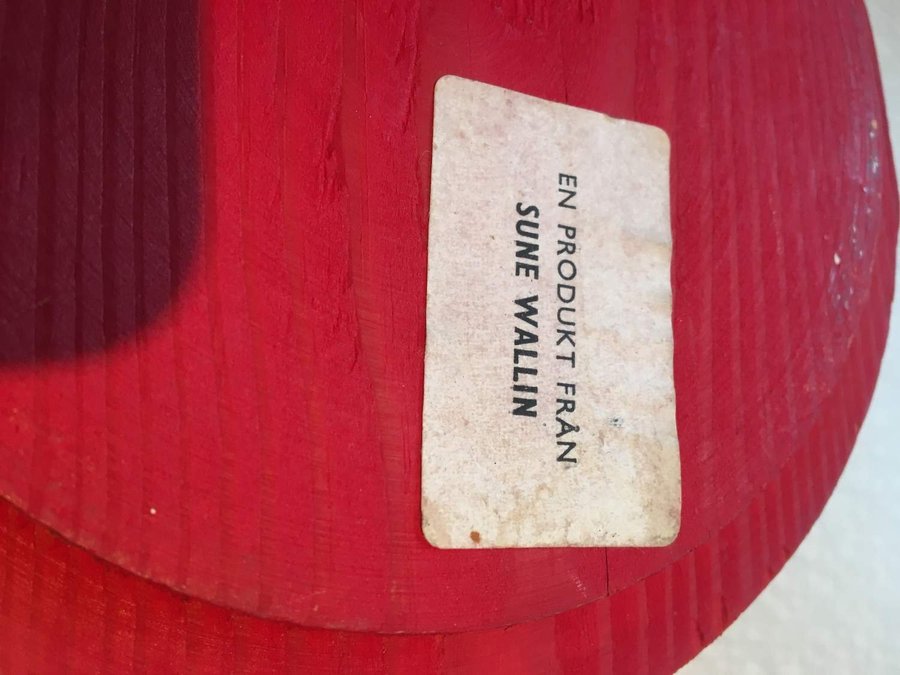 EN PRODUKT FRÅN
SUNE WALLIN